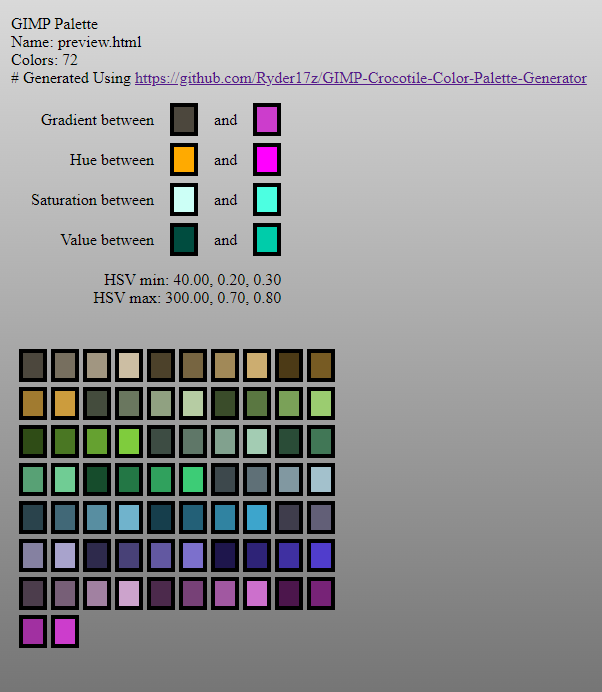 GIMP Palette
Name: preview.html
Colors: 72
# Generated Using https://github.com/Ryder17z/GIMP-Crocotile-Color-Palette-Generator
Gradient between and
Hue between and
Saturation between and
Value between and
HSV min: 40.00, 0.20, 0.30
HSV max: 300.00, 0.70, 0.80